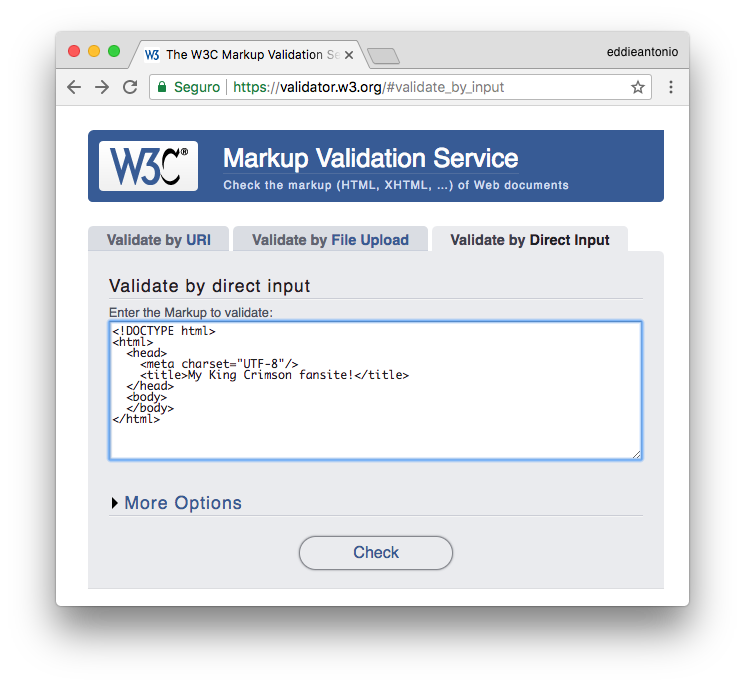 The W3C Markup Validation Se
eddieantonio
Seguro https://validator.w3.org/#validate_by_input
W3C® Markup Validation Service
Check the markup (HTML, XHTML, …) of Web documents
Validate by URI Validate by File Upload Validate by Direct Input
Validate by direct input
Enter the Markup to validate:
<!DOCTYPE html>
<html>
  <head>
    <meta charset="UTF-8"/>
    <title>My King Crimson fansite!</title>
  </head>
  <body>
  </body>
</html>
More Options
Check